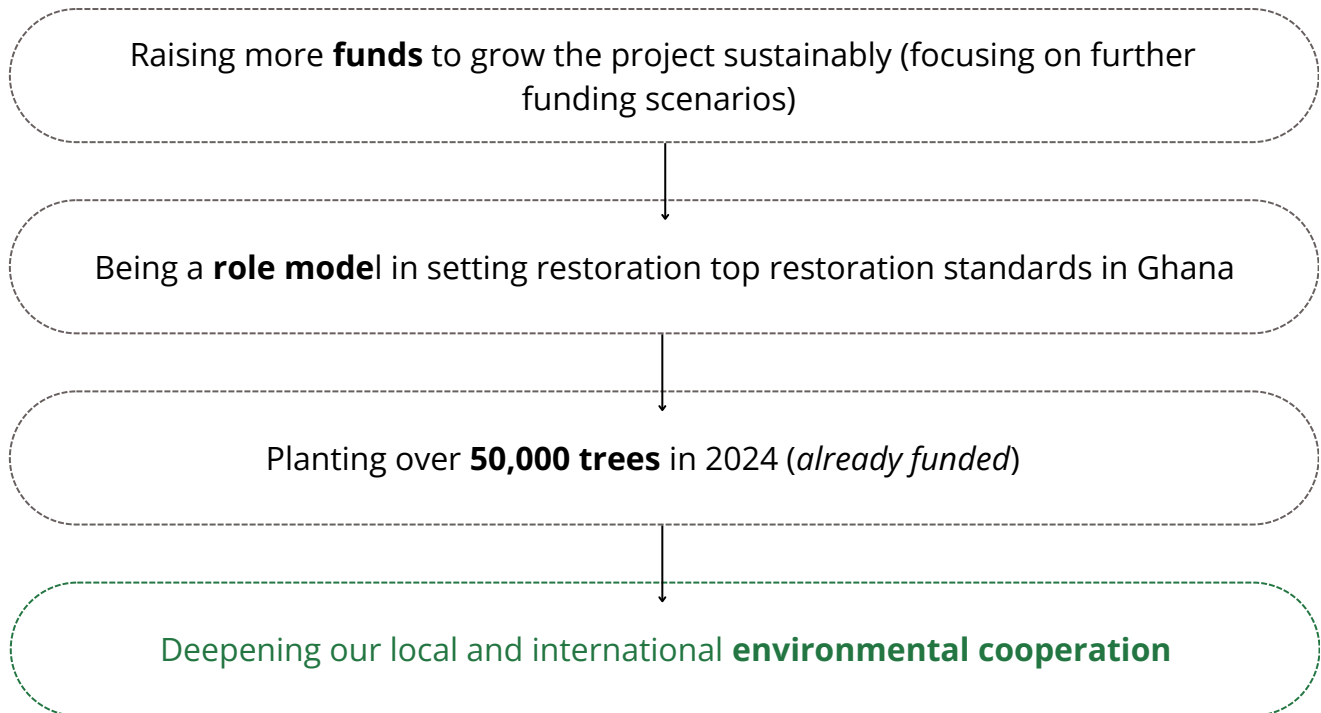 Raising more funds to grow the project sustainably (focusing on further
funding scenarios)
Being a role model in setting restoration top restoration standards in Ghana
Planting over 50,000 trees in 2024 (already funded)
Deepening our local and international environmental cooperation